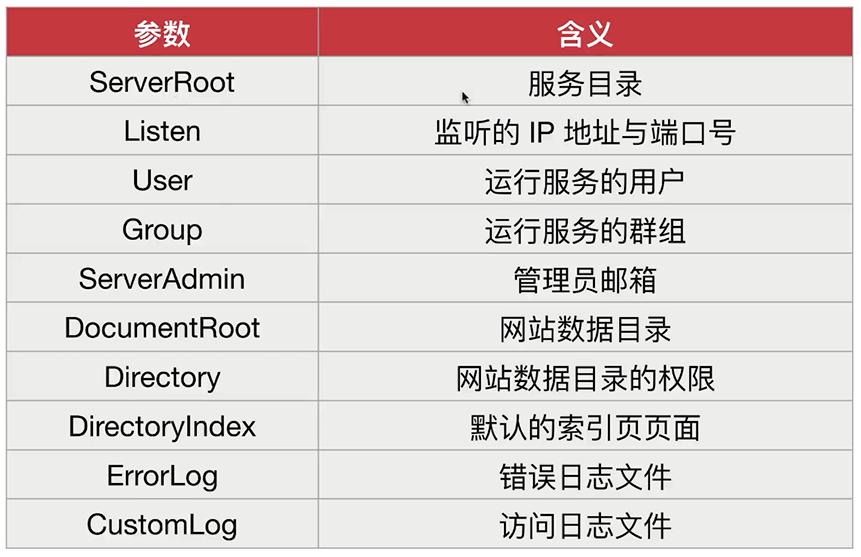 参数 含义
ServerRoot 服务目录
Listen 监听的 IP 地址与端口号
User 运行服务的用户
Group 运行服务的群组
ServerAdmin 管理员邮箱
DocumentRoot 网站数据目录
Directory 网站数据目录的权限
DirectoryIndex 默认的索引页页面
ErrorLog 错误日志文件
CustomLog 访问日志文件